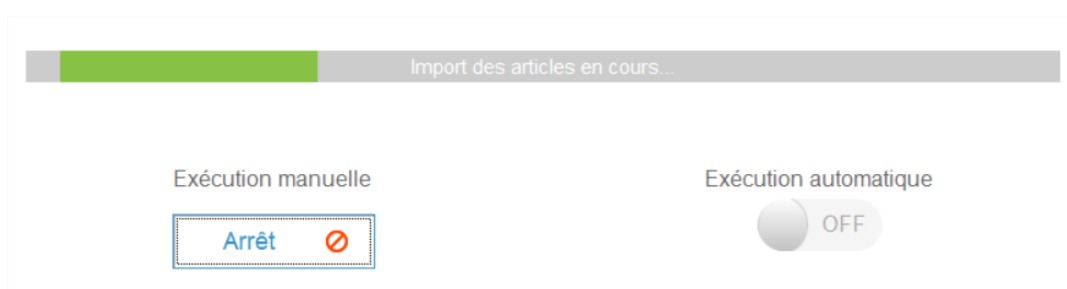 Import des articles en cours...
Exécution manuelle
Exécution automatique
Arrêt
OFF